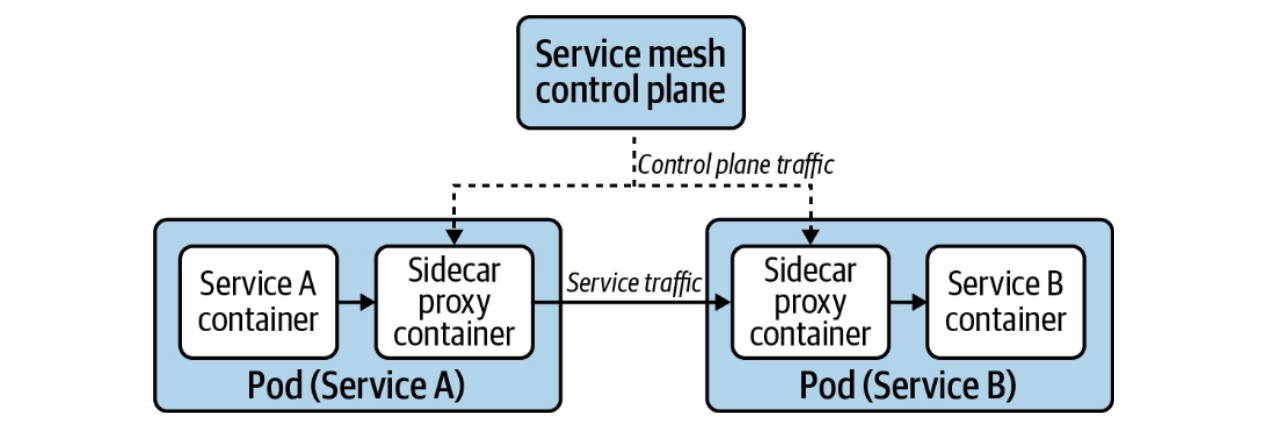 Service mesh
control plane
Control plane traffic
Service A
container
Sidecar
proxy
container
Service traffic
Sidecar
proxy
container
Service B
container
Pod (Service A)
Pod (Service B)